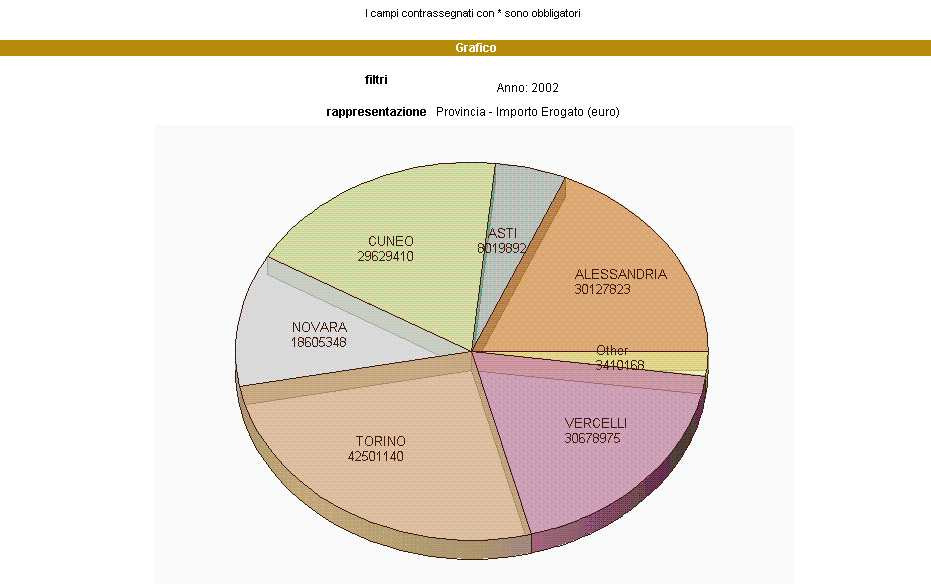 I campi contrassegnati con * sono obbligatori
Grafico
filtri
Anno: 2002
rappresentazione Provincia - Importo Erogato (euro)
ASTI
8019892
CUNEO
29629410
ALESSANDRIA
30127823
NOVARA
18605348
Other
3410168
VERCELLI
30678975
TORINO
42501140